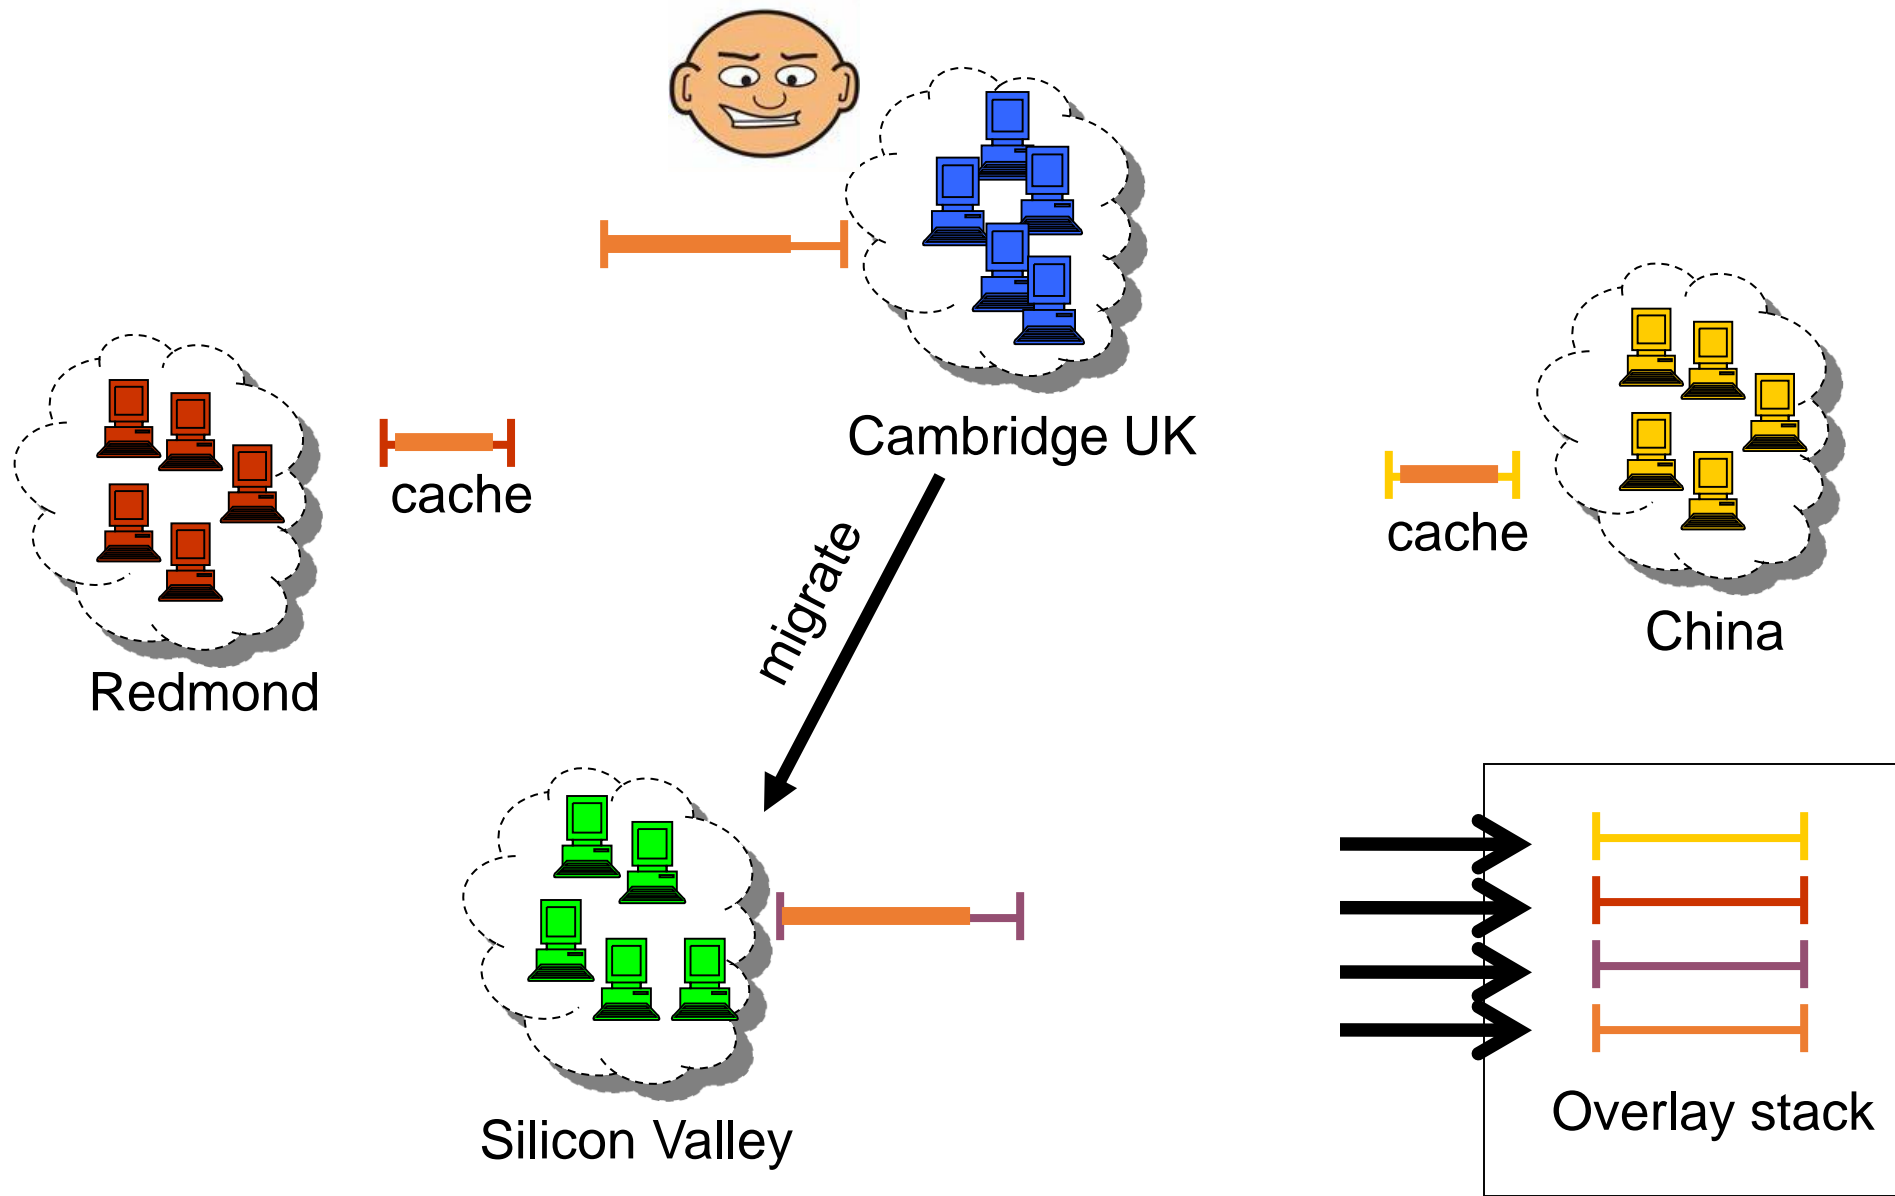 Cambridge UK
cache
cache
migrate
China
Redmond
Silicon Valley
Overlay stack